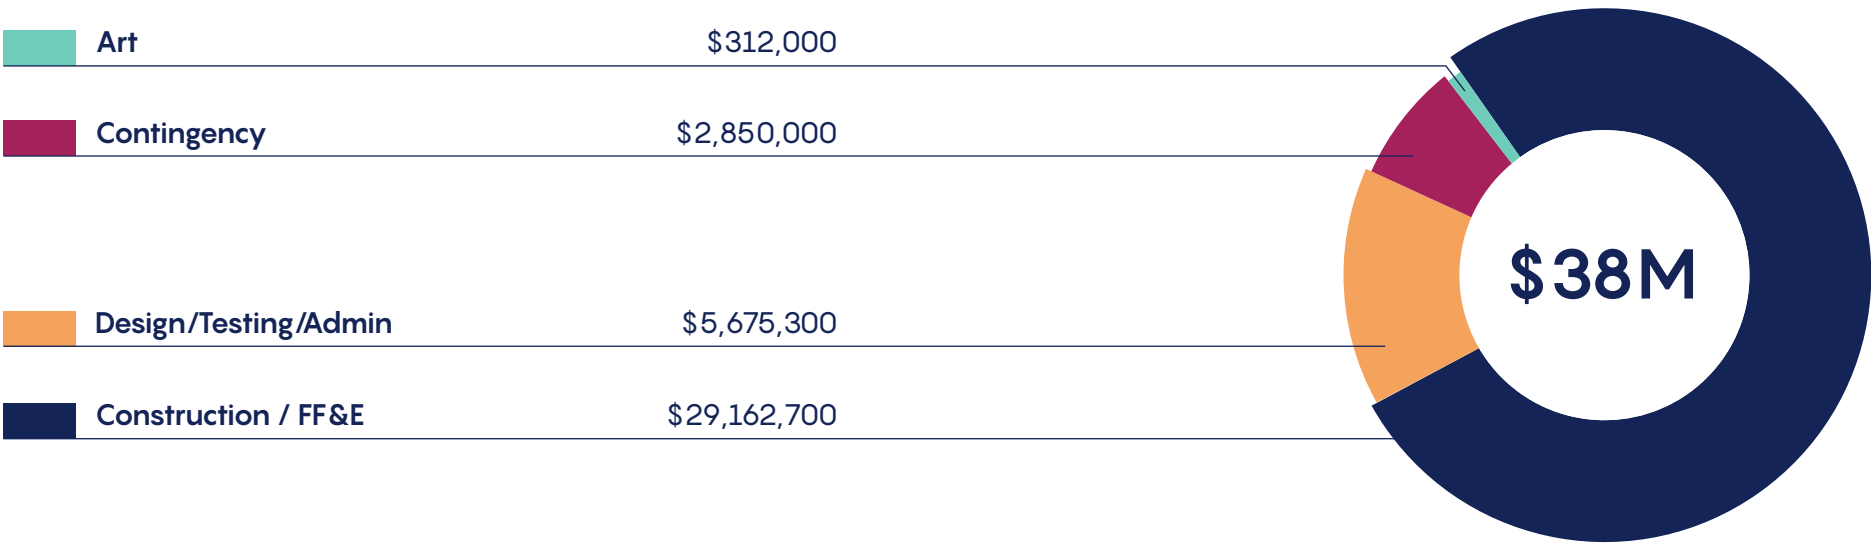 Art $312,000
Contingency $2,850,000
$38M
Design/Testing/Admin $5,675,300
Construction / FF&E $29,162,700